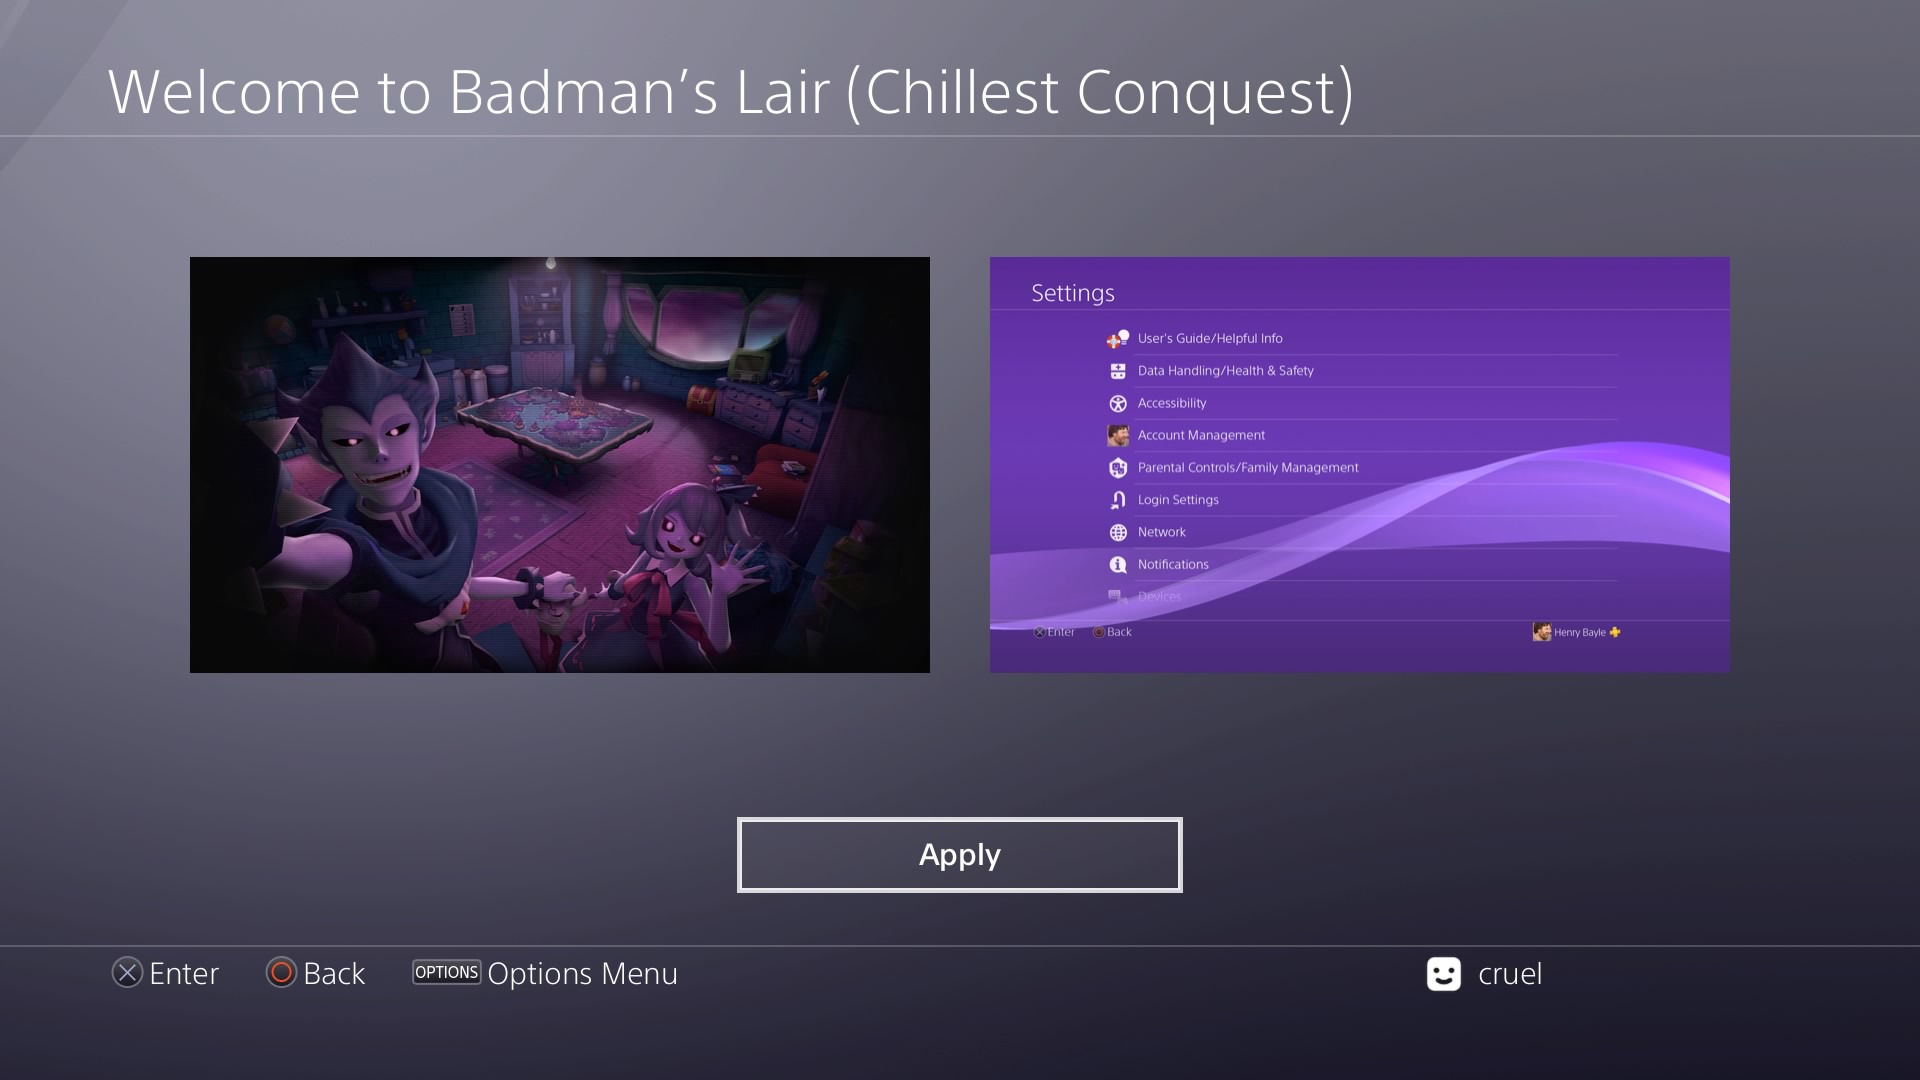 Welcome to Badman’s Lair (Chillest Conquest)
Settings
User's Guide/Helpful Info
Data Handling/Health & Safety
Accessibility
Account Management
Parental Controls/Family Management
Login Settings
Network
Notifications
Devices
Enter Back Henry Bayle
Apply
Enter Back OPTIONS Options Menu cruel